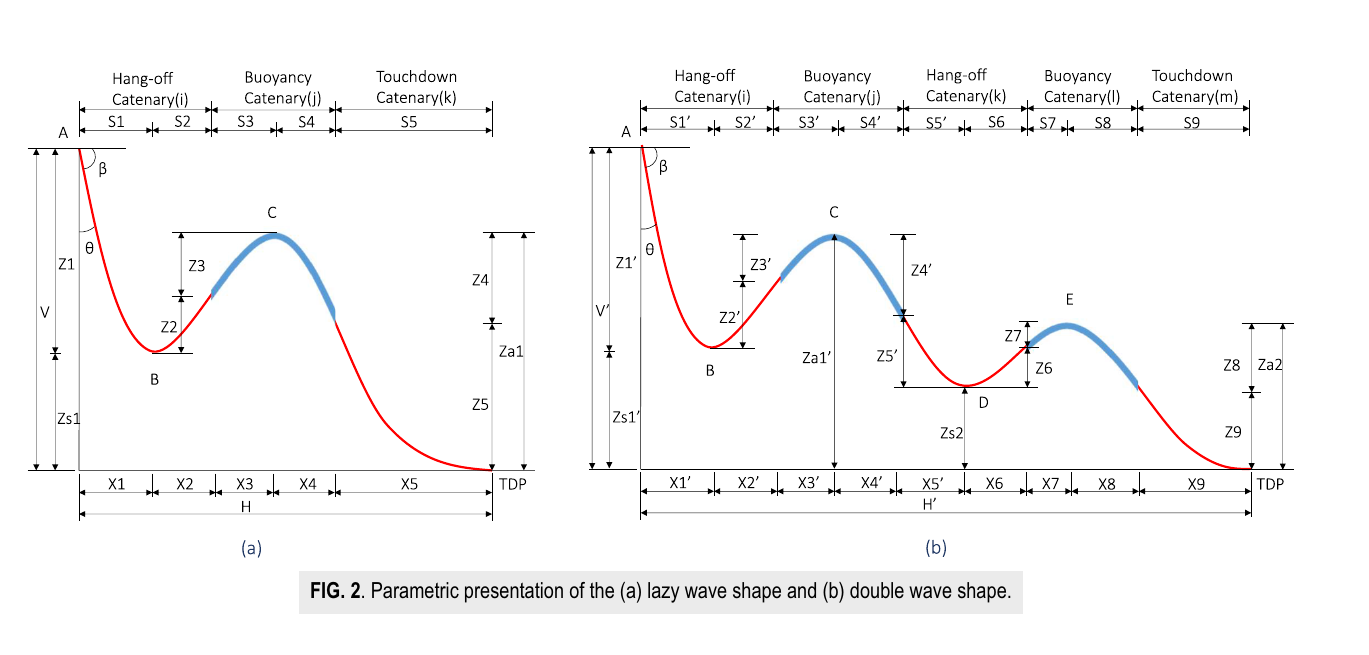 Hang-off
Catenary(i)
Buoyancy
Catenary(j)
Touchdown
Catenary(k)
S1
S2
S3
S4
S5
A
β
θ
Z1
V
Zs1
B
Z2
Z3
C
Z4
Za1
Z5
X1
X2
X3
X4
X5
TDP
H
(a)
Hang-off
Catenary(i)
Buoyancy
Catenary(j)
Hang-off
Catenary(k)
Buoyancy
Catenary(l)
Touchdown
Catenary(m)
S1′
S2′
S3′
S4′
S5′
S6
S7
S8
S9
A
β
θ
Z1′
V′
Zs1′
B
Z2′
Z3′
C
Za1′
Z4′
Z5′
D
Zs2
Z7
Z6
E
Z8
Za2
Z9
X1′
X2′
X3′
X4′
X5′
X6
X7
X8
X9
TDP
H′
(b)
FIG. 2. Parametric presentation of the (a) lazy wave shape and (b) double wave shape.